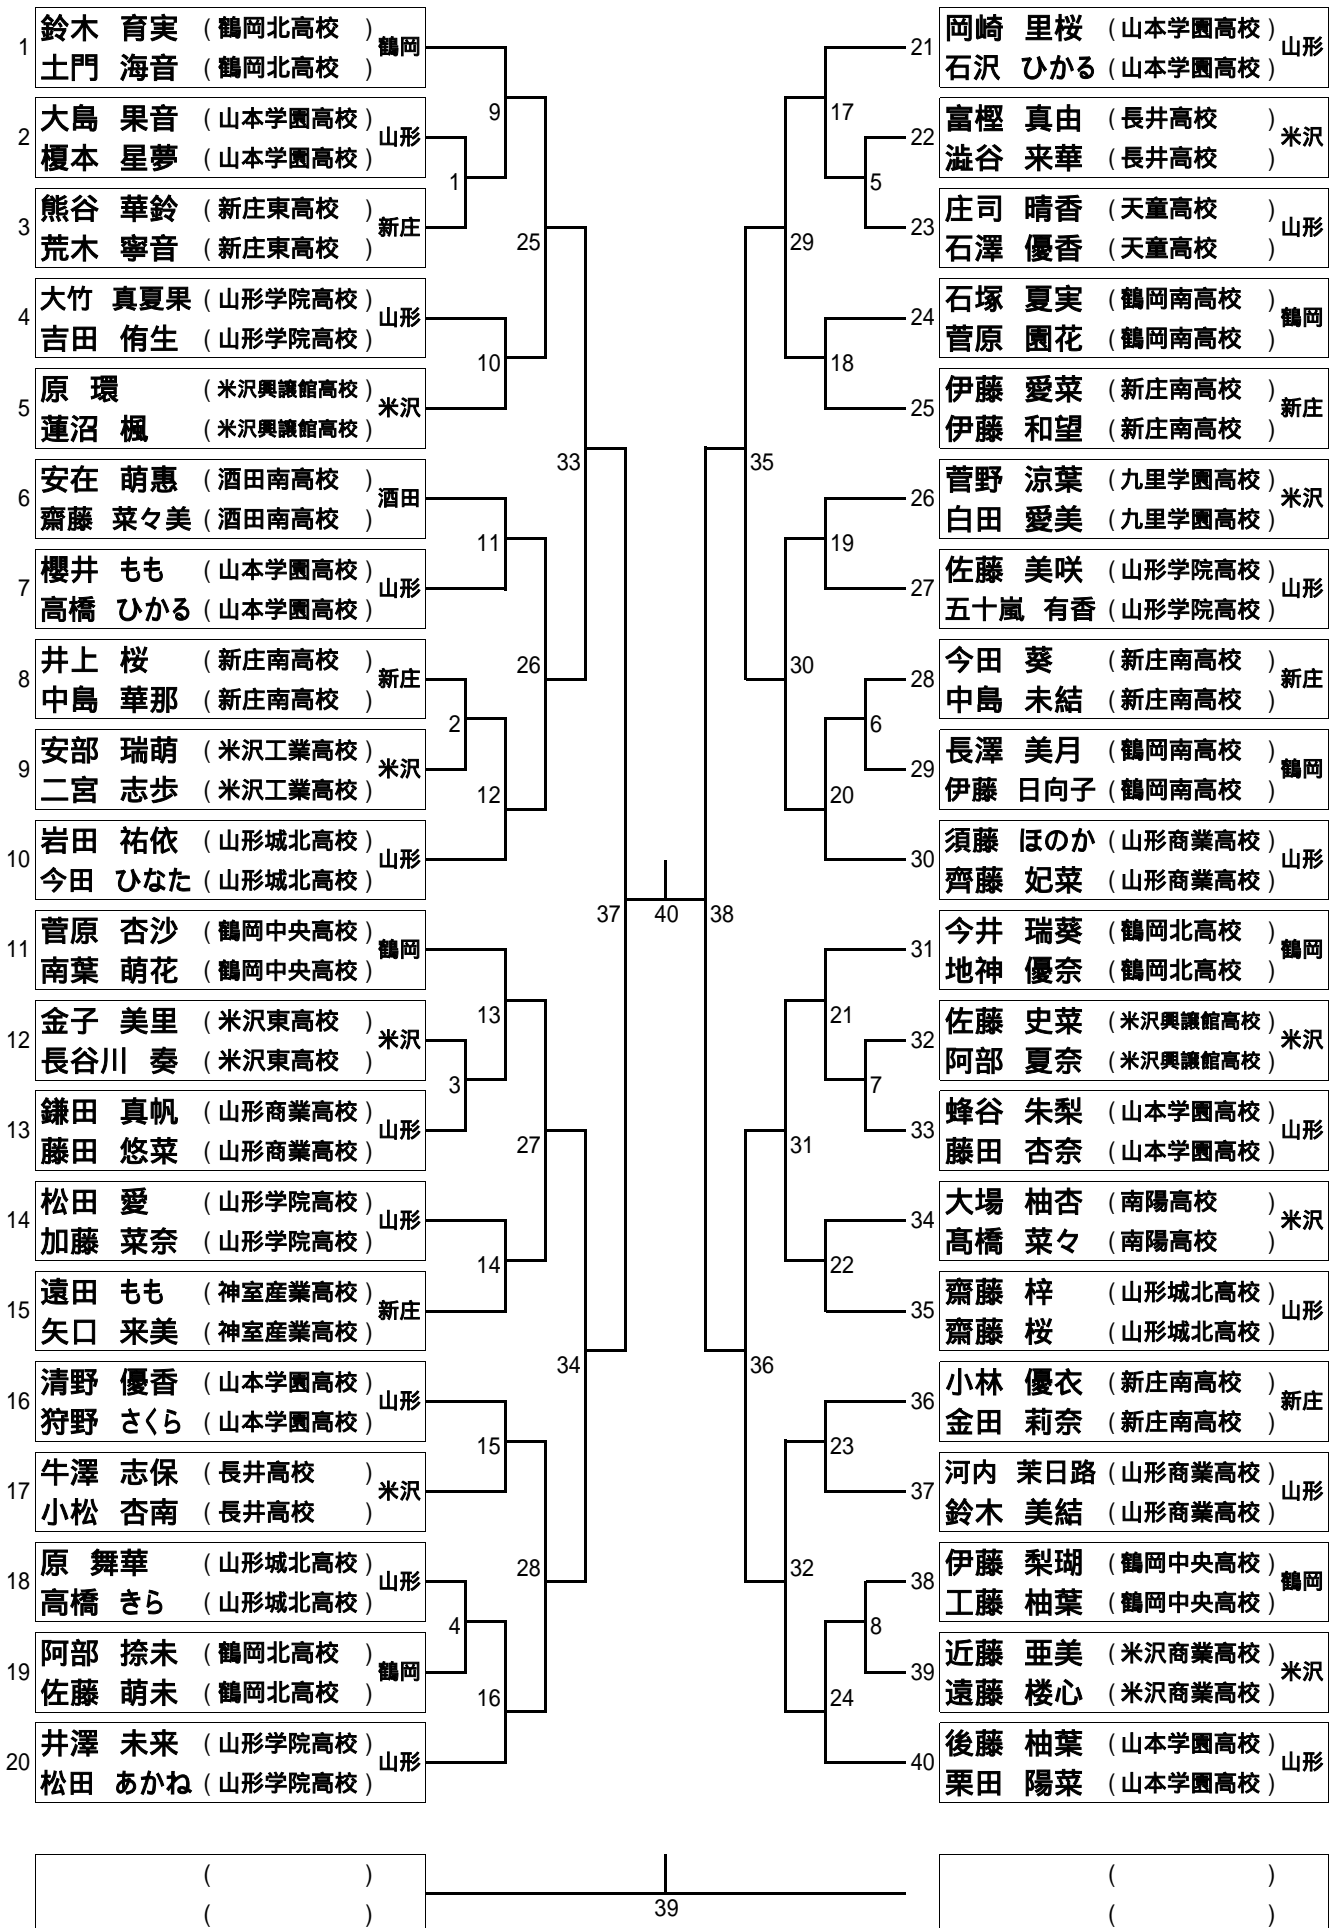 1 鈴木 育実 ( 鶴岡北高校 ) 鶴岡
土門 海音 ( 鶴岡北高校 )
2 大島 果音 ( 山本学園高校 ) 山形
榎本 星夢 ( 山本学園高校 )
3 熊谷 華鈴 ( 新庄東高校 ) 新庄
荒木 寧音 ( 新庄東高校 )
4 大竹 真夏果 ( 山形学院高校 ) 山形
吉田 侑生 ( 山形学院高校 )
5 原 環 ( 米沢興譲館高校 ) 米沢
蓮沼 楓 ( 米沢興譲館高校 )
6 安在 萌惠 ( 酒田南高校 ) 酒田
齋藤 菜々美 ( 酒田南高校 )
7 櫻井 もも ( 山本学園高校 ) 山形
高橋 ひかる ( 山本学園高校 )
8 井上 桜 ( 新庄南高校 ) 新庄
中島 華那 ( 新庄南高校 )
9 安部 瑞萌 ( 米沢工業高校 ) 米沢
二宮 志歩 ( 米沢工業高校 )
10 岩田 祐依 ( 山形城北高校 ) 山形
今田 ひなた ( 山形城北高校 )
11 菅原 杏沙 ( 鶴岡中央高校 ) 鶴岡
南葉 萌花 ( 鶴岡中央高校 )
12 金子 美里 ( 米沢東高校 ) 米沢
長谷川 奏 ( 米沢東高校 )
13 鎌田 真帆 ( 山形商業高校 ) 山形
藤田 悠菜 ( 山形商業高校 )
14 松田 愛 ( 山形学院高校 ) 山形
加藤 菜奈 ( 山形学院高校 )
15 遠田 もも ( 神室産業高校 ) 新庄
矢口 来美 ( 神室産業高校 )
16 清野 優香 ( 山本学園高校 ) 山形
狩野 さくら ( 山本学園高校 )
17 牛澤 志保 ( 長井高校 ) 米沢
小松 杏南 ( 長井高校 )
18 原 舞華 ( 山形城北高校 ) 山形
高橋 きら ( 山形城北高校 )
19 阿部 捺未 ( 鶴岡北高校 ) 鶴岡
佐藤 萌未 ( 鶴岡北高校 )
20 井澤 未来 ( 山形学院高校 ) 山形
松田 あかね ( 山形学院高校 )
1
2
3
4
9
10
11
12
13
14
15
16
25
26
27
28
33
34
37
40
38
35
36
29
30
31
32
17
18
19
20
21
22
23
24
5
6
7
8
21 岡崎 里桜 ( 山本学園高校 ) 山形
石沢 ひかる ( 山本学園高校 )
22 富樫 真由 ( 長井高校 ) 米沢
澁谷 来華 ( 長井高校 )
23 庄司 晴香 ( 天童高校 ) 山形
石澤 優香 ( 天童高校 )
24 石塚 夏実 ( 鶴岡南高校 ) 鶴岡
菅原 園花 ( 鶴岡南高校 )
25 伊藤 愛菜 ( 新庄南高校 ) 新庄
伊藤 和望 ( 新庄南高校 )
26 菅野 涼葉 ( 九里学園高校 ) 米沢
白田 愛美 ( 九里学園高校 )
27 佐藤 美咲 ( 山形学院高校 ) 山形
五十嵐 有香 ( 山形学院高校 )
28 今田 葵 ( 新庄南高校 ) 新庄
中島 未結 ( 新庄南高校 )
29 長澤 美月 ( 鶴岡南高校 ) 鶴岡
伊藤 日向子 ( 鶴岡南高校 )
30 須藤 ほのか ( 山形商業高校 ) 山形
齊藤 妃菜 ( 山形商業高校 )
31 今井 瑞葵 ( 鶴岡北高校 ) 鶴岡
地神 優奈 ( 鶴岡北高校 )
32 佐藤 史菜 ( 米沢興譲館高校 ) 米沢
阿部 夏奈 ( 米沢興譲館高校 )
33 蜂谷 朱梨 ( 山本学園高校 ) 山形
藤田 杏奈 ( 山本学園高校 )
34 大場 柚杏 ( 南陽高校 ) 米沢
髙橋 菜々 ( 南陽高校 )
35 齋藤 梓 ( 山形城北高校 ) 山形
齋藤 桜 ( 山形城北高校 )
36 小林 優衣 ( 新庄南高校 ) 新庄
金田 莉奈 ( 新庄南高校 )
37 河内 茉日路 ( 山形商業高校 ) 山形
鈴木 美結 ( 山形商業高校 )
38 伊藤 梨瑚 ( 鶴岡中央高校 ) 鶴岡
工藤 柚葉 ( 鶴岡中央高校 )
39 近藤 亜美 ( 米沢商業高校 ) 米沢
遠藤 楼心 ( 米沢商業高校 )
40 後藤 柚葉 ( 山本学園高校 ) 山形
栗田 陽菜 ( 山本学園高校 )
( ) ( )
39
( ) ( )